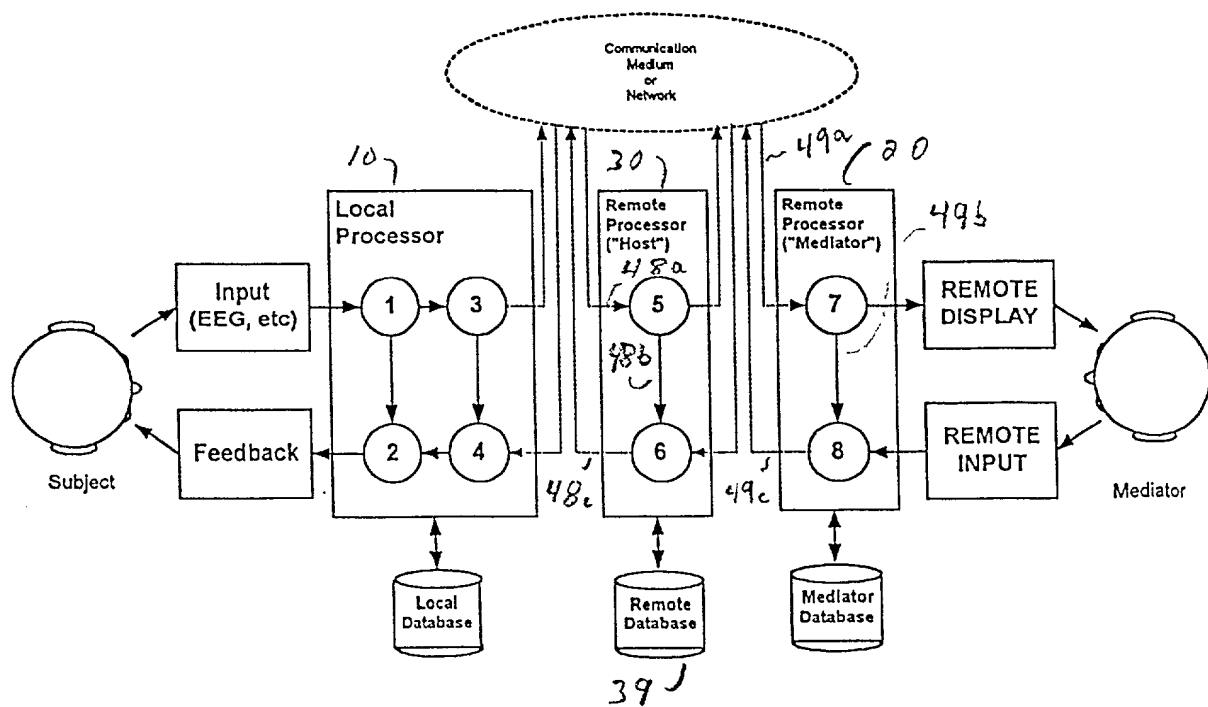 Communication
Medium
or
Network
10
30
49a
20
Local
Processor
Remote
Processor
("Host")
Remote
Processor
("Mediator")
49b
48a
Input
(EEG, etc)
1
3
5
7
REMOTE
DISPLAY
48b
Feedback
2
4
6
8
REMOTE
INPUT
Subject
48c
49c
Mediator
Local
Database
Remote
Database
Mediator
Database
39